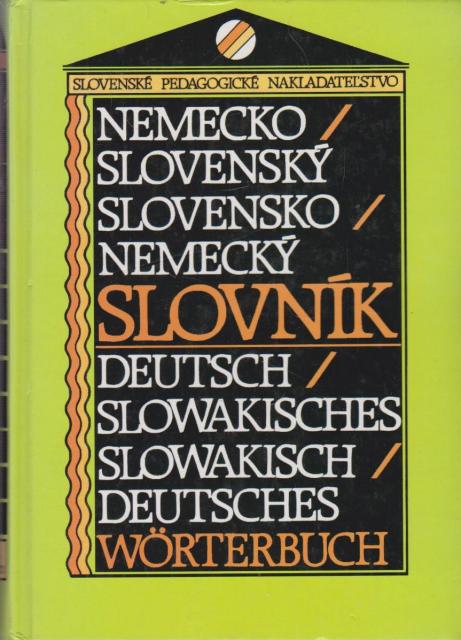 SLOVENSKÉ PEDAGOGICKÉ NAKLADATEĽSTVO
NEMECKO /
SLOVENSKÝ
SLOVENSKO /
NEMECKÝ
SLOVNÍK
DEUTSCH /
SLOWAKISCHES
SLOWAKISCH /
DEUTSCHES
WÖRTERBUCH